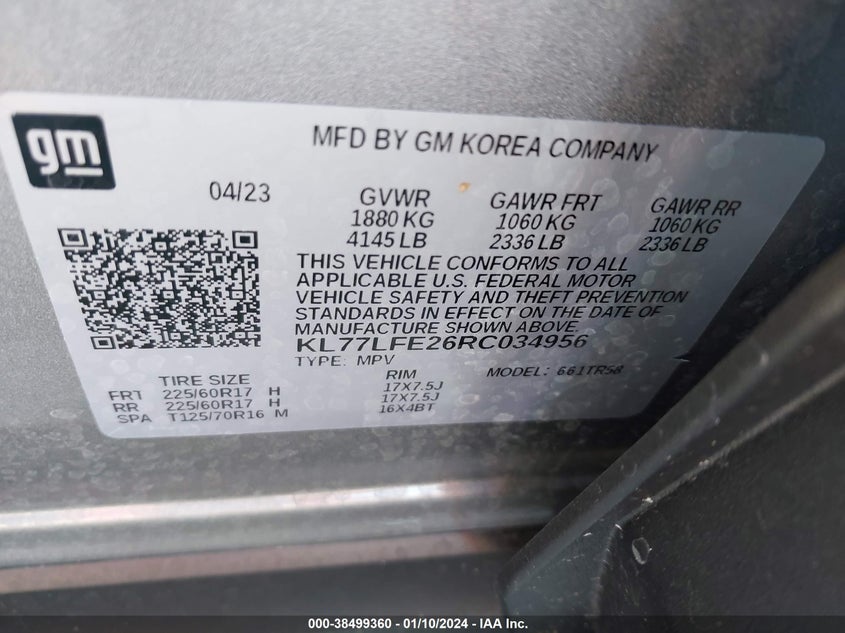 gm
MFD BY GM KOREA COMPANY
04/23
GVWR GAWR FRT GAWR RR
1880 KG 1060 KG 1060 KG
4145 LB 2336 LB 2336 LB
THIS VEHICLE CONFORMS TO ALL
APPLICABLE U.S. FEDERAL MOTOR
VEHICLE SAFETY AND THEFT PREVENTION
STANDARDS IN EFFECT ON THE DATE OF
MANUFACTURE SHOWN ABOVE.
KL77LFE26RC034956
TYPE: MPV MODEL: 661TR58
TIRE SIZE RIM
FRT 225/60R17 H 17X7.5J
RR 225/60R17 H 17X7.5J
SPA T125/70R16 M 16X4BT
000-38499360 - 01/10/2024 - IAA Inc.